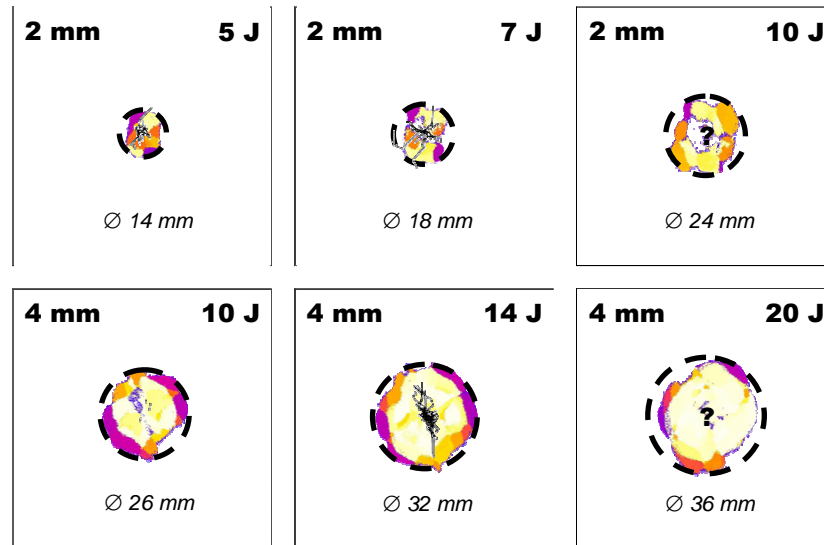 2 mm 5 J
2 mm 7 J
2 mm 10 J
?
∅ 14 mm
∅ 18 mm
∅ 24 mm
4 mm 10 J
4 mm 14 J
4 mm 20 J
?
∅ 26 mm
∅ 32 mm
∅ 36 mm